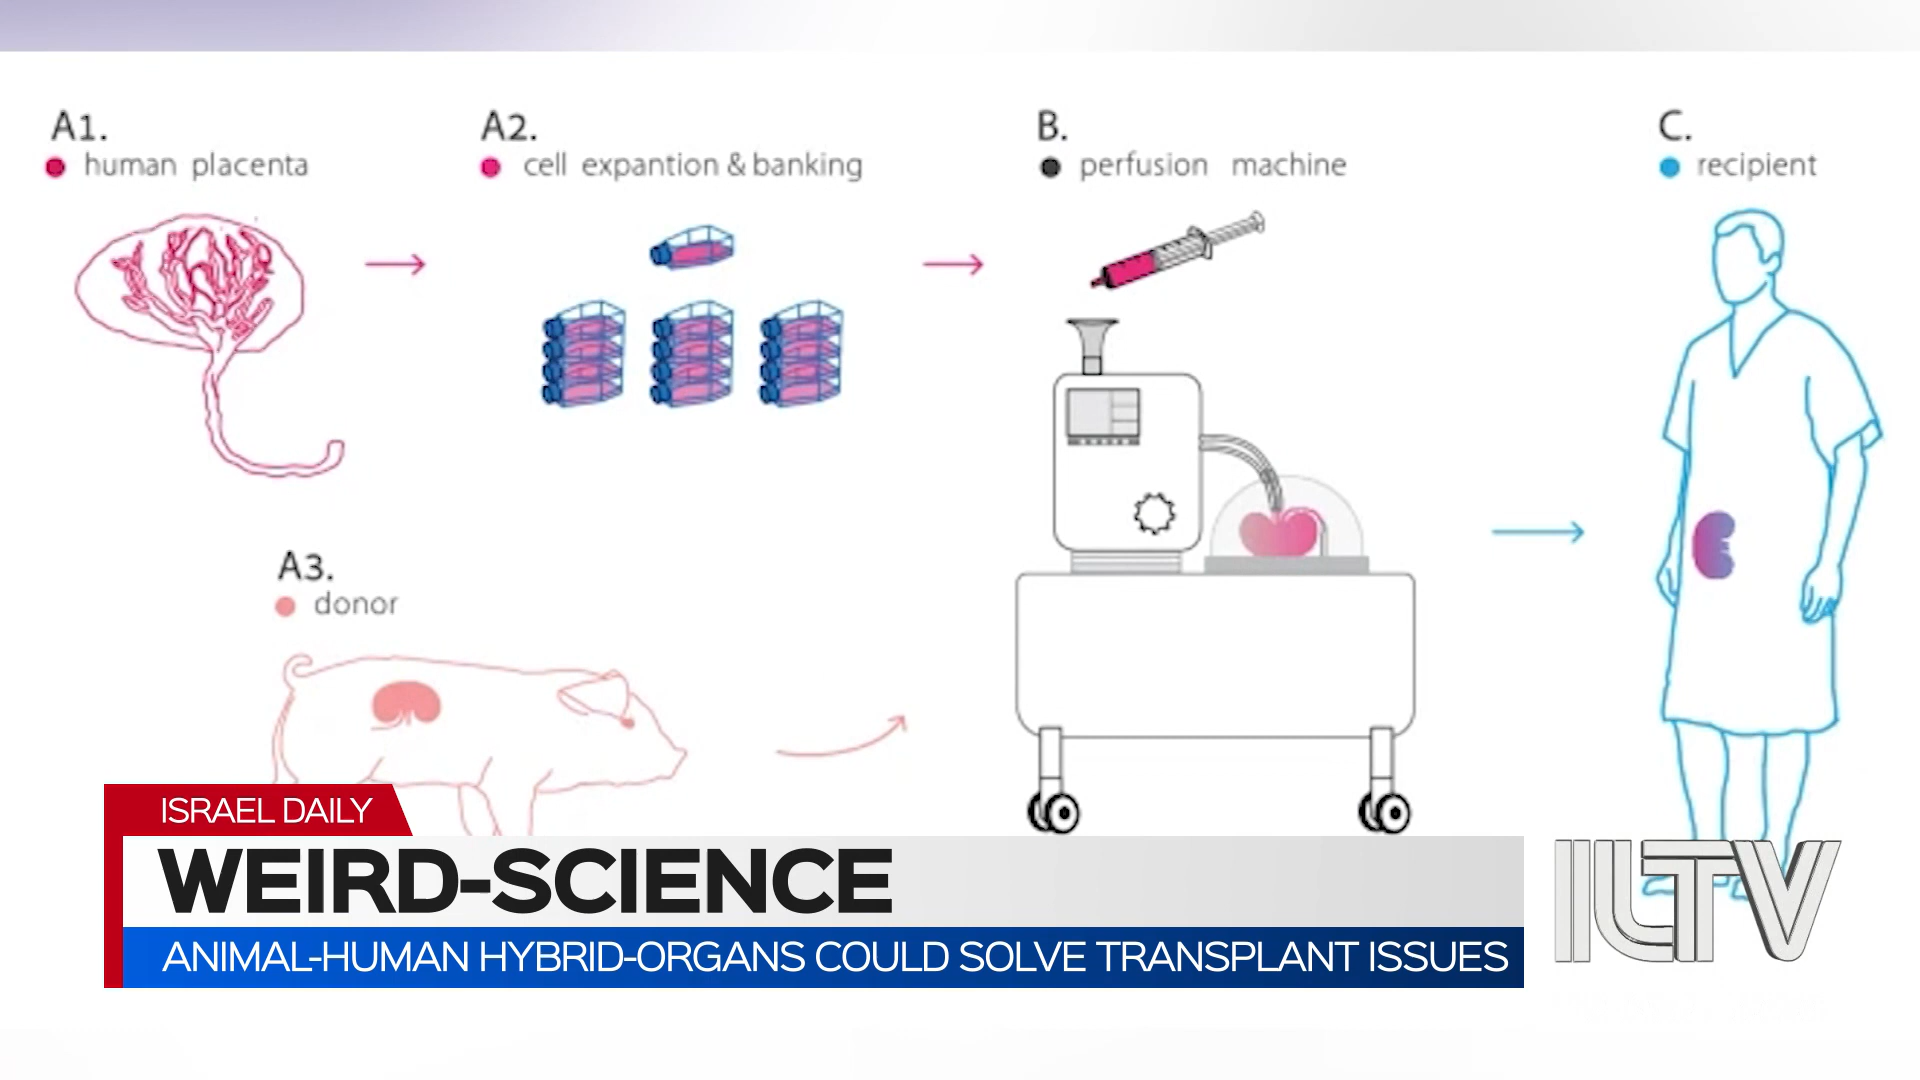 A1.
human placenta
A2.
cell expantion & banking
B.
perfusion machine
C.
recipient
A3.
donor
ISRAEL DAILY
WEIRD-SCIENCE
ANIMAL-HUMAN HYBRID-ORGANS COULD SOLVE TRANSPLANT ISSUES
ILTV